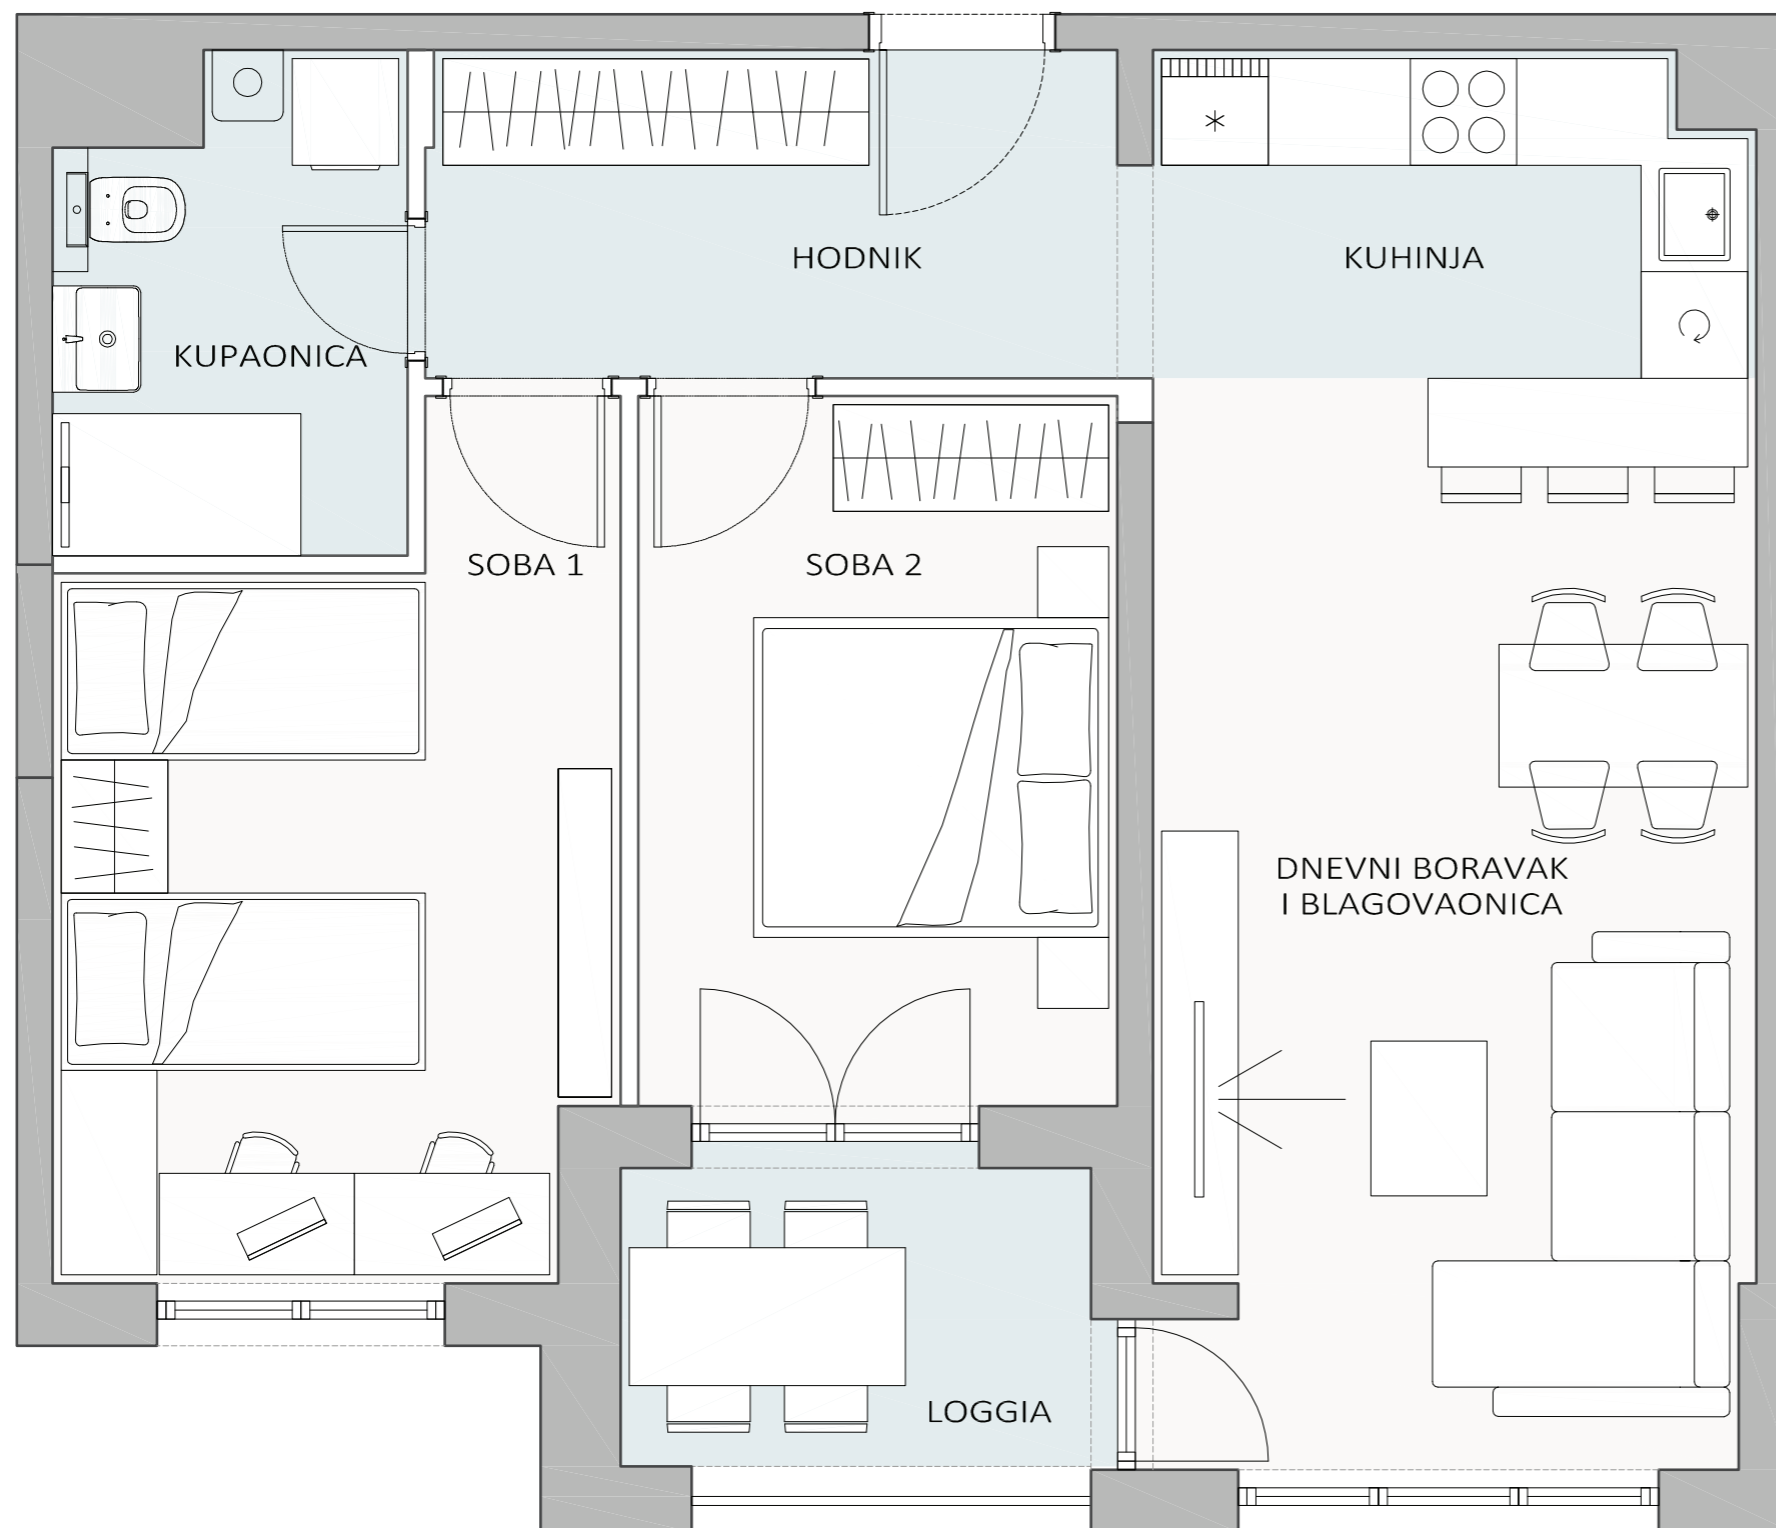 HODNIK
KUHINJA
KUPAONICA
SOBA 1
SOBA 2
DNEVNI BORAVAK
I BLAGOVAONICA
LOGGIA